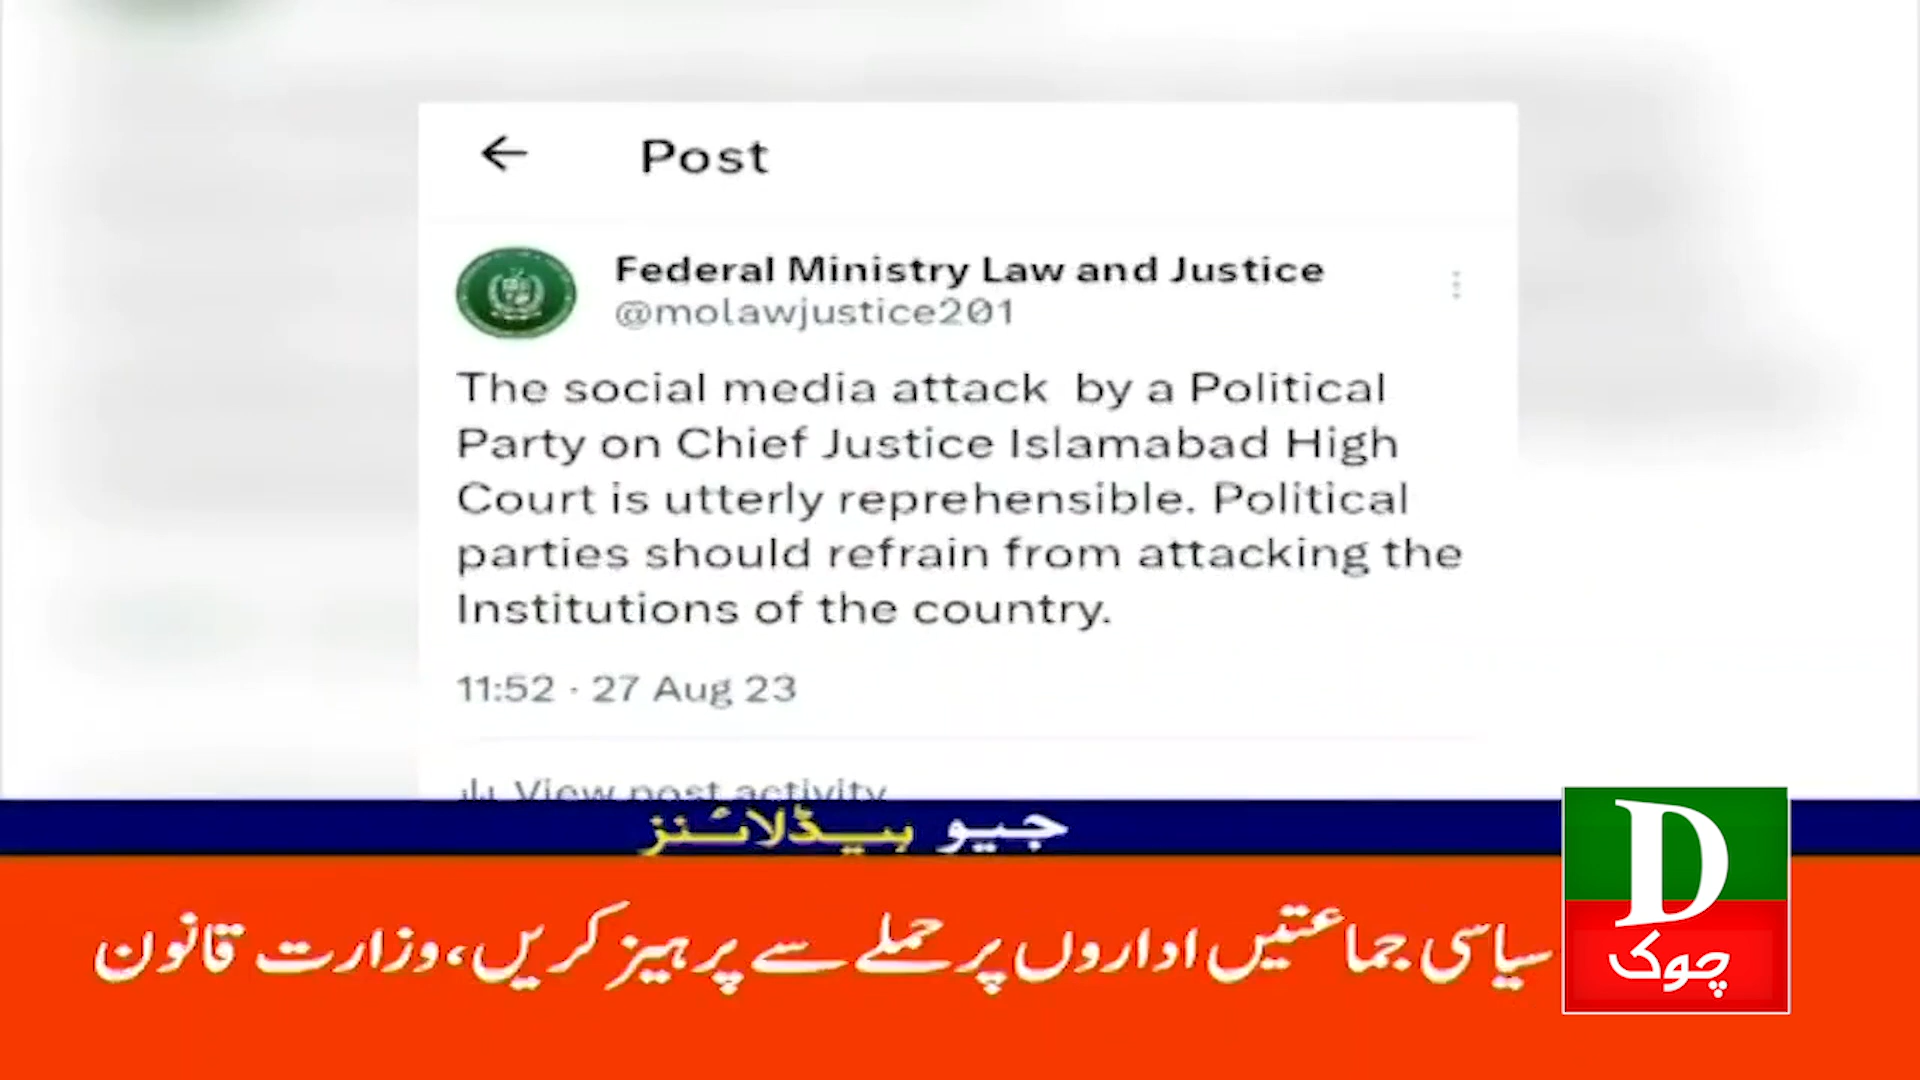 Post
Federal Ministry Law and Justice
@molawjustice201
The social media attack by a Political
Party on Chief Justice Islamabad High
Court is utterly reprehensible. Political
parties should refrain from attacking the
Institutions of the country.
11:52 · 27 Aug 23
View post activity
جیو ہیڈلائنز
سیاسی جماعتیں اداروں پر حملے سے پرہیز کریں، وزارت قانون
D
چوک